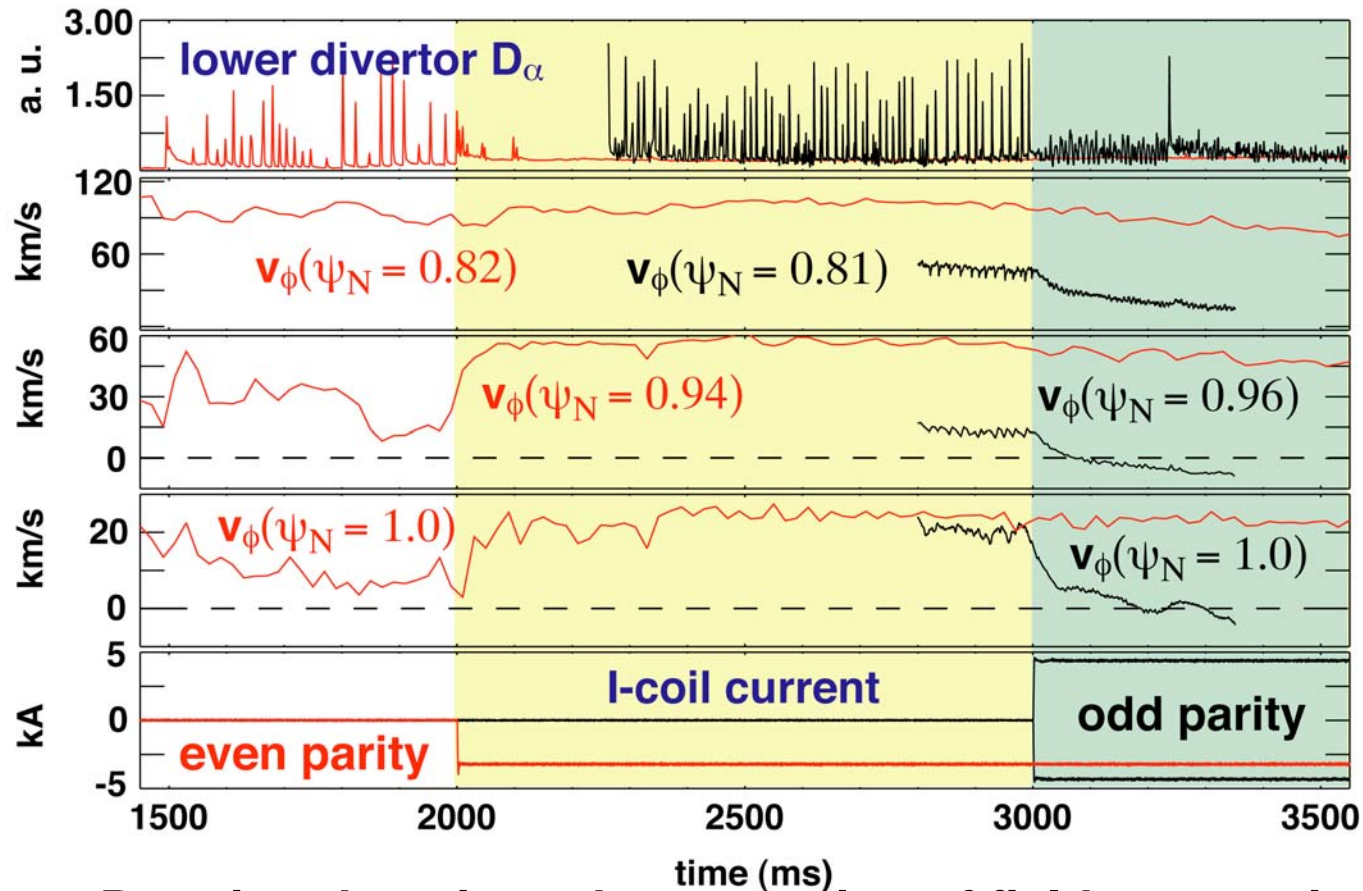 3.00
1.50
a. u.
lower divertor Dα
120
60
km/s
vϕ(ψN = 0.82)
vϕ(ψN = 0.81)
60
30
0
km/s
vϕ(ψN = 0.94)
vϕ(ψN = 0.96)
20
0
km/s
vϕ(ψN = 1.0)
vϕ(ψN = 1.0)
5
0
-5
kA
I-coil current
even parity
odd parity
1500 2000 2500 3000 3500
time (ms)